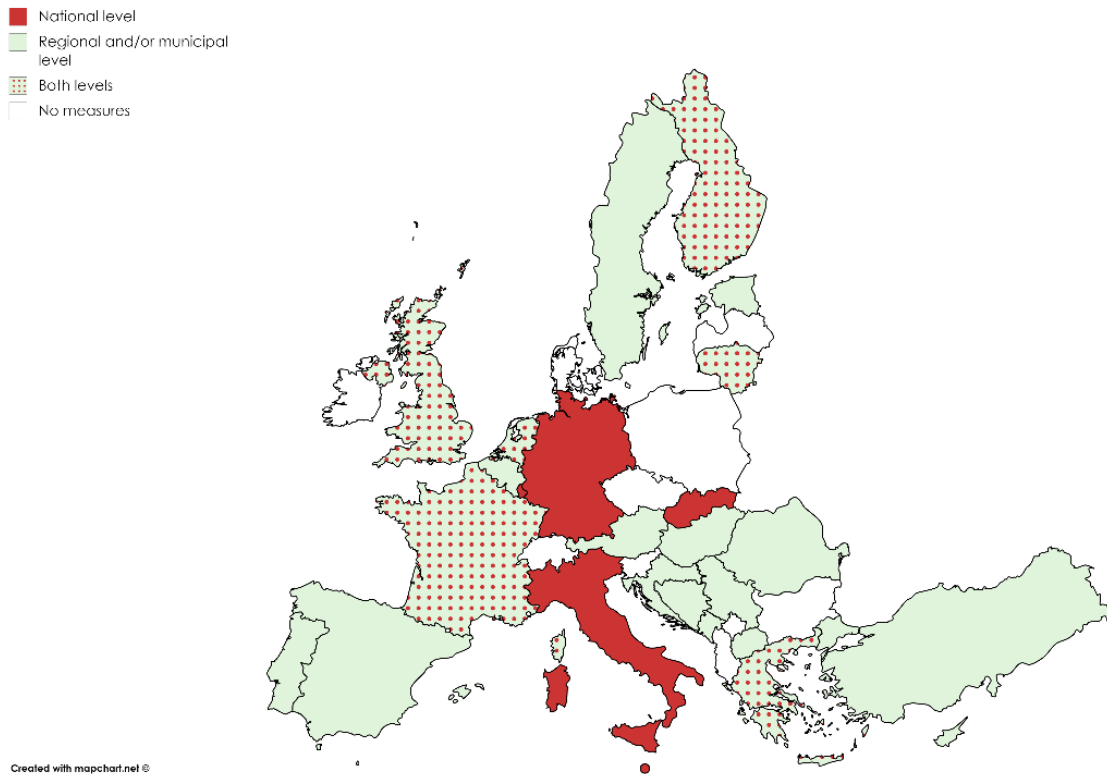 National level
Regional and/or municipal
level
Both levels
No measures
Created with mapchart.net ©